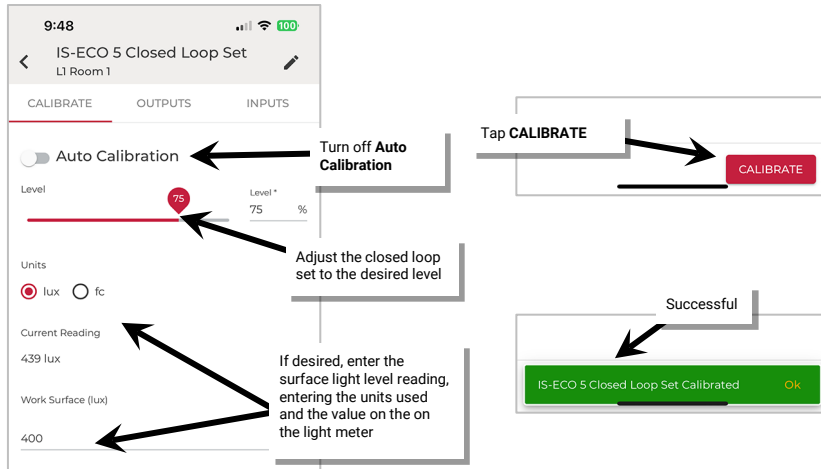 9:48
100
IS-ECO 5 Closed Loop Set
L1 Room 1
CALIBRATE
OUTPUTS
INPUTS
Auto Calibration
Turn off Auto
Calibration
Level
75
Level *
75 %
Adjust the closed loop
set to the desired level
Units
lux
fc
Current Reading
439 lux
If desired, enter the
surface light level reading,
entering the units used
and the value on the on
the light meter
Work Surface (lux)
400
Tap CALIBRATE
CALIBRATE
Successful
IS-ECO 5 Closed Loop Set Calibrated
Ok